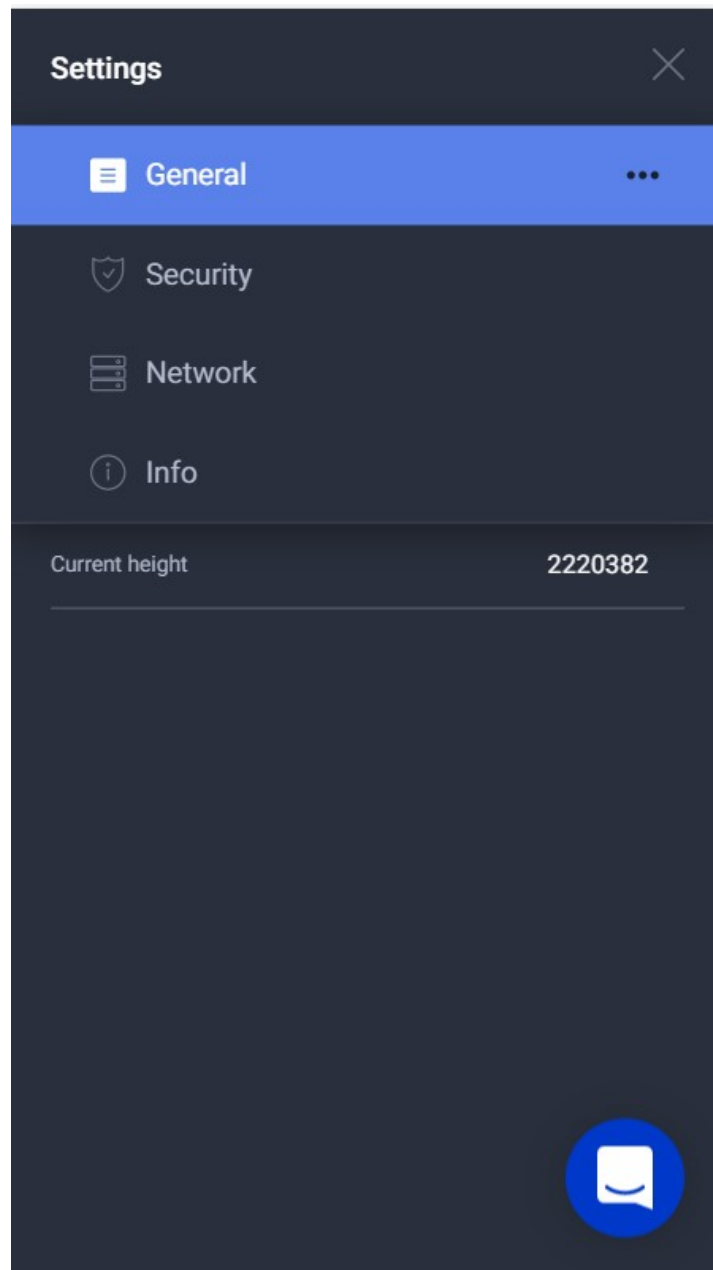 Settings
General
Security
Network
Info
Current height 2220382